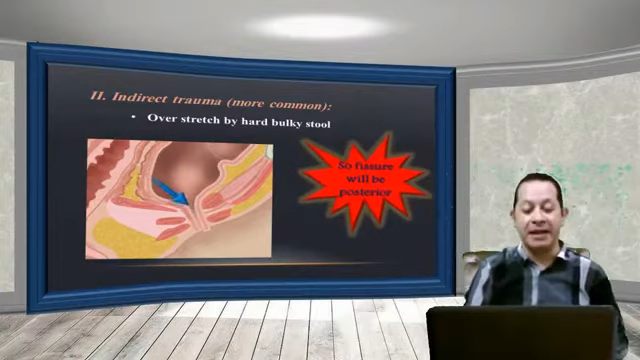 II. Indirect trauma (more common):
• Over stretch by hard bulky stool
So fissure
will be
posterior